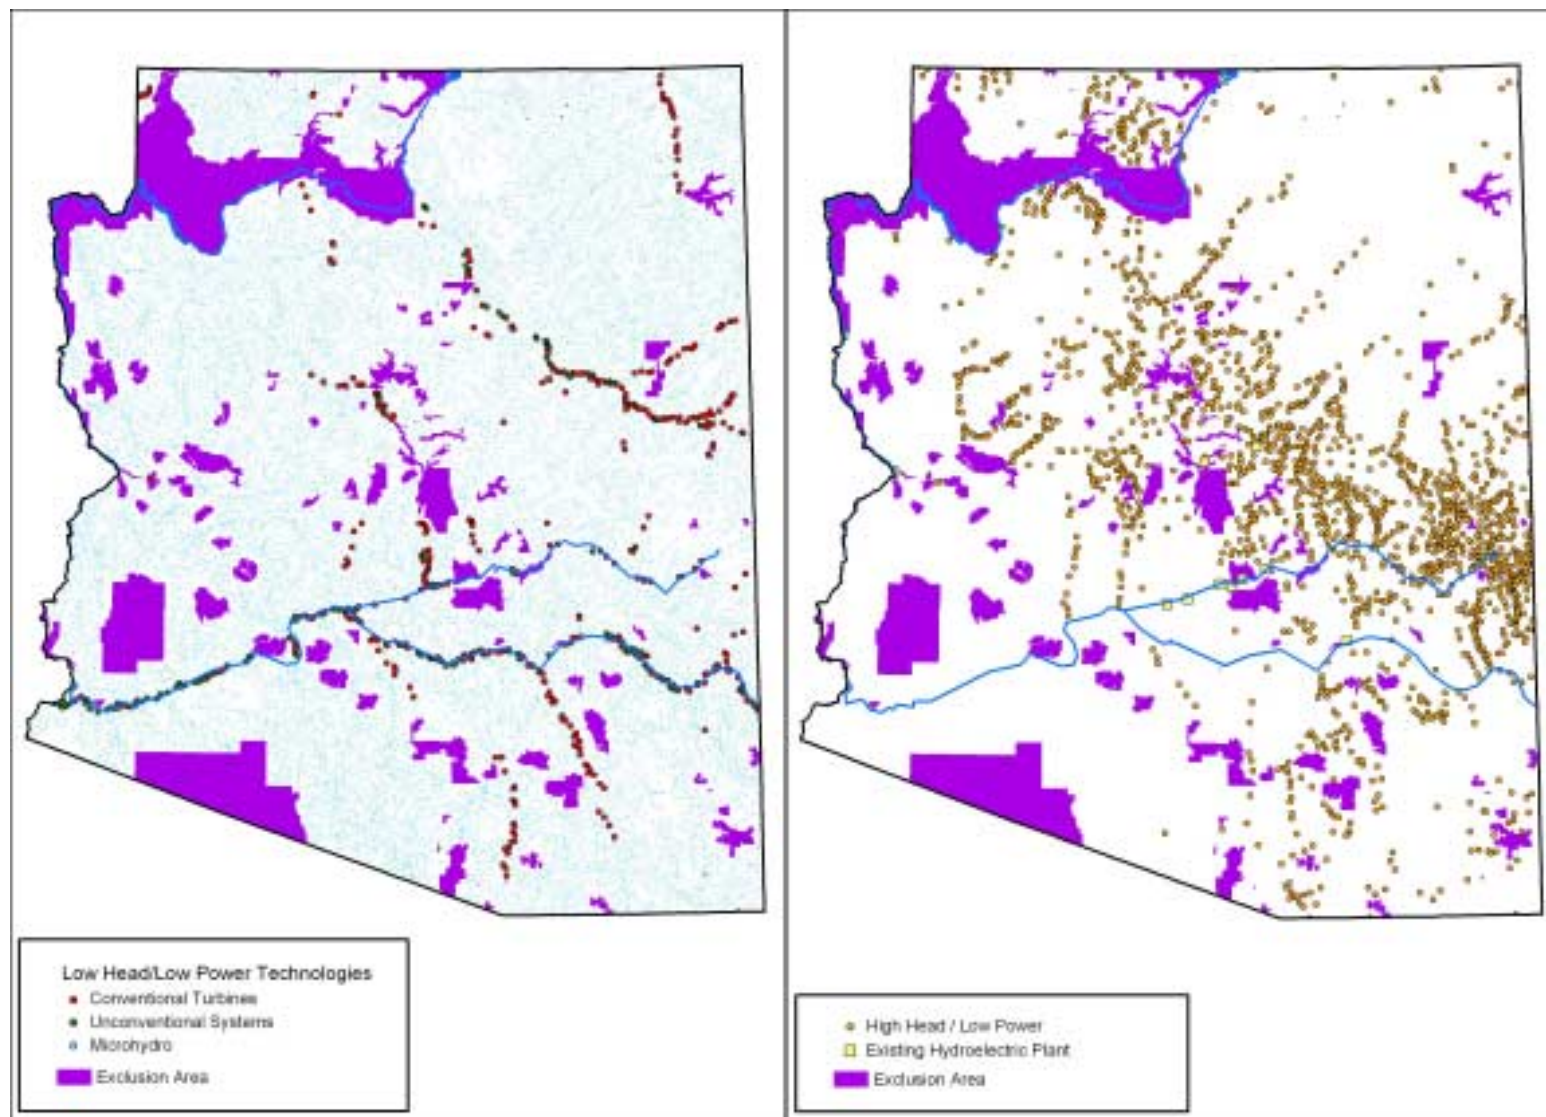 Low Head/Low Power Technologies
Conventional Turbines
Unconventional Systems
Microhydro
Exclusion Area
High Head / Low Power
Existing Hydroelectric Plant
Exclusion Area